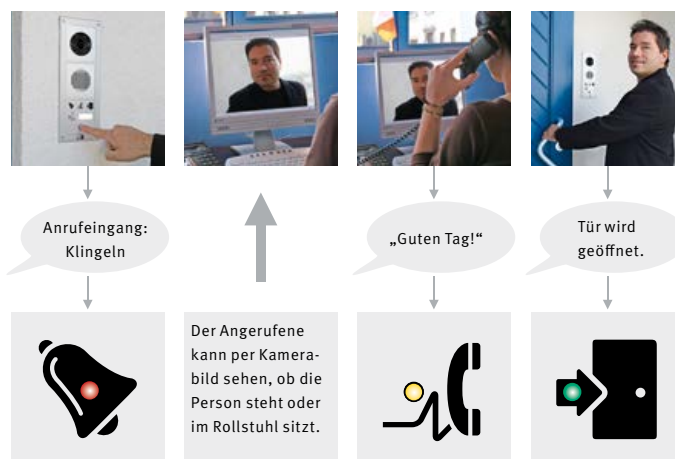 Anrufeingang:
Klingeln
„Guten Tag!“
Tür wird
geöffnet.
Der Angerufene
kann per Kamera-
bild sehen, ob die
Person steht oder
im Rollstuhl sitzt.